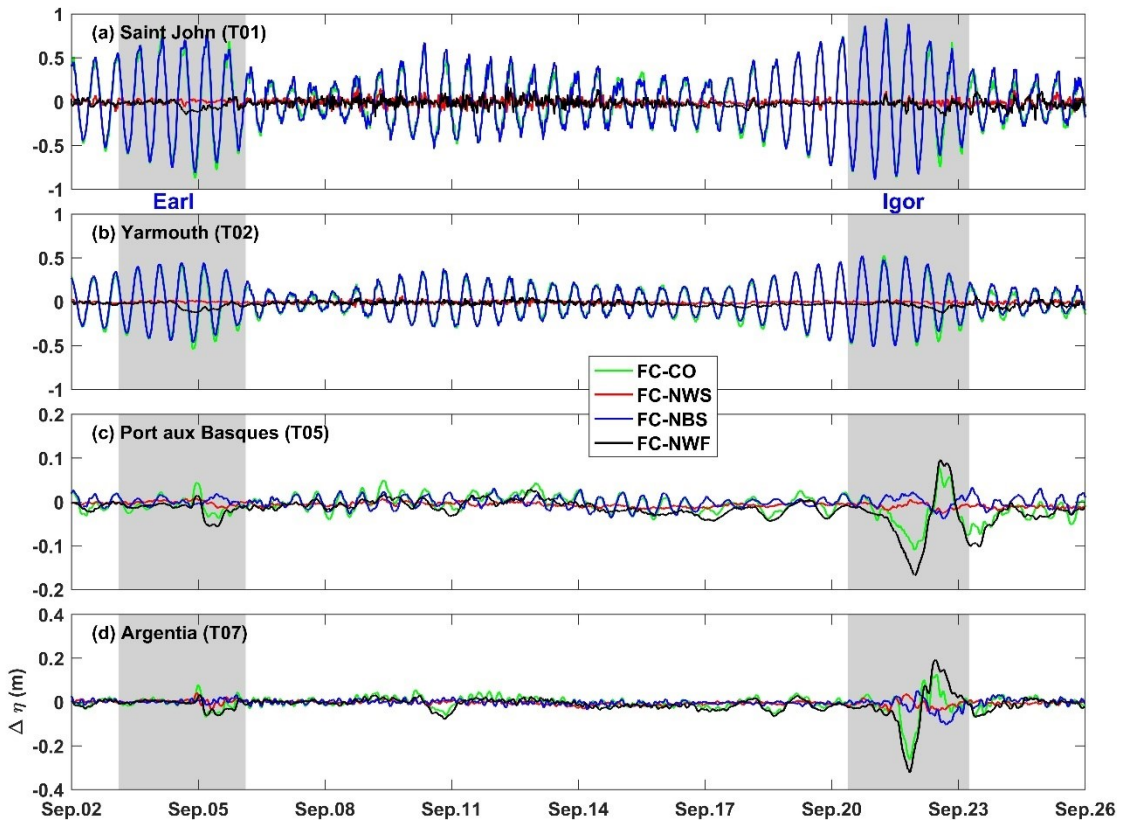 (a) Saint John (T01)
1
0.5
0
-0.5
-1
Earl
Igor
(b) Yarmouth (T02)
1
0.5
0
-0.5
-1
FC-CO
FC-NWS
FC-NBS
FC-NWF
(c) Port aux Basques (T05)
0.2
0.1
0
-0.1
-0.2
(d) Argentia (T07)
0.4
0.2
0
-0.2
-0.4
Δ η (m)
Sep.02 Sep.05 Sep.08 Sep.11 Sep.14 Sep.17 Sep.20 Sep.23 Sep.26